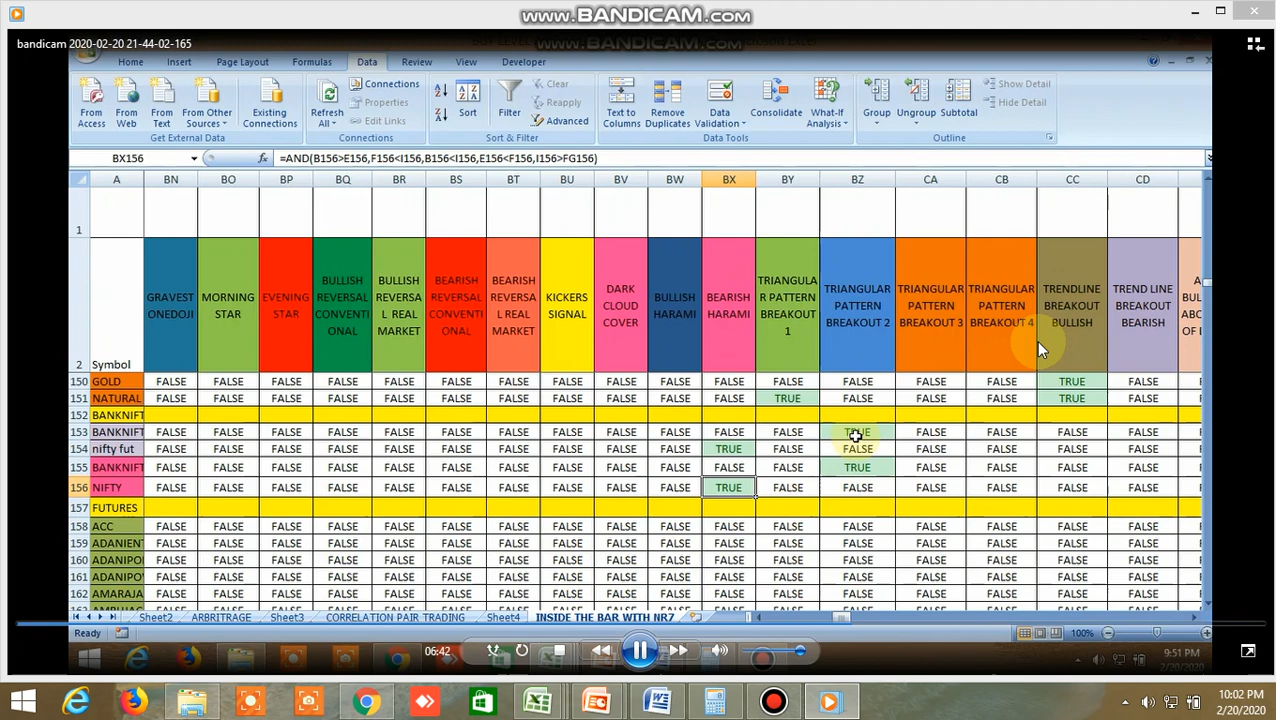 WWW.BANDICAM.COM
bandicam 2020-02-20 21-44-02-165
WWW.BANDICAM.COM
Home Insert Page Layout Formulas Data Review View Developer
From Access
From Web
From Text
From Other Sources
Get External Data
Existing Connections
Refresh All
Connections
Properties
Edit Links
Connections
Sort
Filter
Clear
Reapply
Advanced
Sort & Filter
Text to Columns
Remove Duplicates
Data Validation
Consolidate
What-If Analysis
Data Tools
Group
Ungroup
Subtotal
Show Detail
Hide Detail
Outline
BX156 fx =AND(B156>E156,F156<I156,B156<I156,E156<F156,I156>FG156)
A BN BO BP BQ BR BS BT BU BV BW BX BY BZ CA CB CC CD
1
2 Symbol
GRAVEST ONEDOJI
MORNING STAR
EVENING STAR
BULLISH REVERSAL CONVENTI ONAL
BULLISH REVERSA L REAL MARKET
BEARISH REVERSAL CONVENTI ONAL
BEARISH REVERSA L REAL MARKET
KICKERS SIGNAL
DARK CLOUD COVER
BULLISH HARAMI
BEARISH HARAMI
TRIANGULA R PATTERN BREAKOUT 1
TRIANGULAR PATTERN BREAKOUT 2
TRIANGULAR PATTERN BREAKOUT 3
TRIANGULAR PATTERN BREAKOUT 4
TRENDLINE BREAKOUT BULLISH
TREND LINE BREAKOUT BEARISH
150 GOLD FALSE FALSE FALSE FALSE FALSE FALSE FALSE FALSE FALSE FALSE FALSE FALSE FALSE FALSE FALSE TRUE FALSE
151 NATURAL FALSE FALSE FALSE FALSE FALSE FALSE FALSE FALSE FALSE FALSE FALSE TRUE FALSE FALSE FALSE TRUE FALSE
152 BANKNIFT
153 BANKNIFT FALSE FALSE FALSE FALSE FALSE FALSE FALSE FALSE FALSE FALSE FALSE FALSE TRUE FALSE FALSE FALSE FALSE
154 nifty fut FALSE FALSE FALSE FALSE FALSE FALSE FALSE FALSE FALSE FALSE TRUE FALSE FALSE FALSE FALSE FALSE FALSE
155 BANKNIFT FALSE FALSE FALSE FALSE FALSE FALSE FALSE FALSE FALSE FALSE FALSE FALSE TRUE FALSE FALSE FALSE FALSE
156 NIFTY FALSE FALSE FALSE FALSE FALSE FALSE FALSE FALSE FALSE FALSE TRUE FALSE FALSE FALSE FALSE FALSE FALSE
157 FUTURES
158 ACC FALSE FALSE FALSE FALSE FALSE FALSE FALSE FALSE FALSE FALSE FALSE FALSE FALSE FALSE FALSE FALSE FALSE
159 ADANIENT FALSE FALSE FALSE FALSE FALSE FALSE FALSE FALSE FALSE FALSE FALSE FALSE FALSE FALSE FALSE FALSE FALSE
160 ADANIPO FALSE FALSE FALSE FALSE FALSE FALSE FALSE FALSE FALSE FALSE FALSE FALSE FALSE FALSE FALSE FALSE FALSE
161 ADANIPO FALSE FALSE FALSE FALSE FALSE FALSE FALSE FALSE FALSE FALSE FALSE FALSE FALSE FALSE FALSE FALSE FALSE
162 AMARAJA FALSE FALSE FALSE FALSE FALSE FALSE FALSE FALSE FALSE FALSE FALSE FALSE FALSE FALSE FALSE FALSE FALSE
Sheet2 ARBRITRAGE Sheet3 CORRELATION PAIR TRADING Sheet4 INSIDE THE BAR WITH NR7
Ready 100%
06:42
9:51 PM
2/20/2020
10:02 PM
2/20/2020